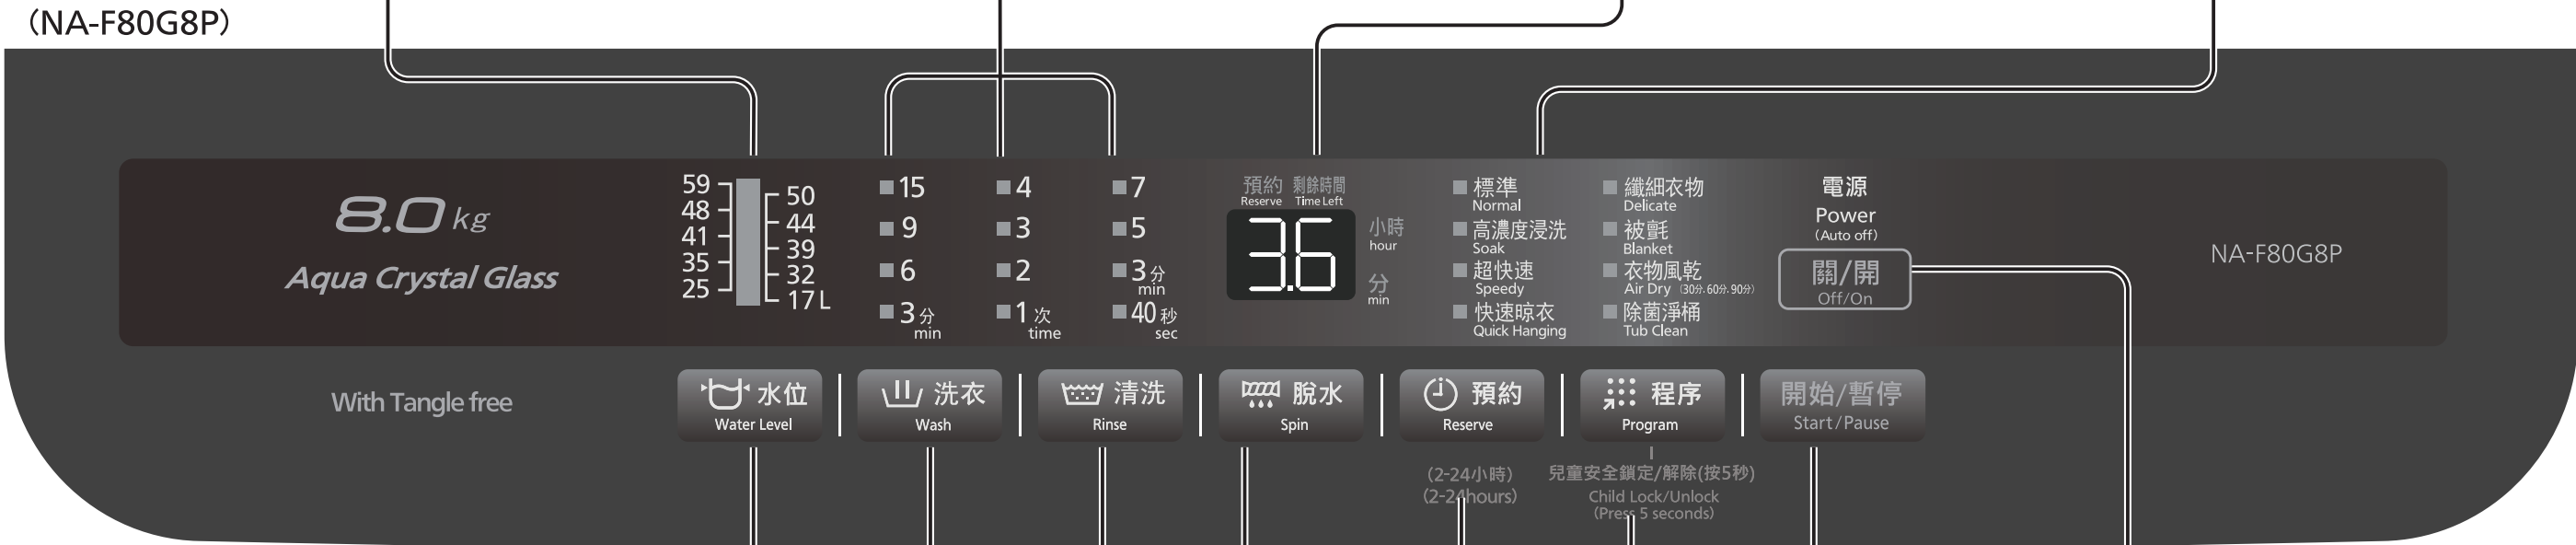 (NA-F80G8P)
8.0 kg
Aqua Crystal Glass
With Tangle free
59
48
41
35
25
50
44
39
32
17 L
15
9
6
3 分
min
4
3
2
1 次
time
7
5
3 分
min
40 秒
sec
預約 剩餘時間
Reserve Time Left
3.6
小時
hour
分
min
標準
Normal
高濃度浸洗
Soak
超快速
Speedy
快速晾衣
Quick Hanging
纖細衣物
Delicate
被氈
Blanket
衣物風乾
Air Dry (30分.60分.90分)
除菌淨桶
Tub Clean
電源
Power
(Auto off)
關/開
Off/On
NA-F80G8P
水位
Water Level
洗衣
Wash
清洗
Rinse
脫水
Spin
預約
Reserve
程序
Program
開始/暫停
Start/Pause
(2-24小時)
(2-24hours)
兒童安全鎖定/解除(按5秒)
Child Lock/Unlock
(Press 5 seconds)